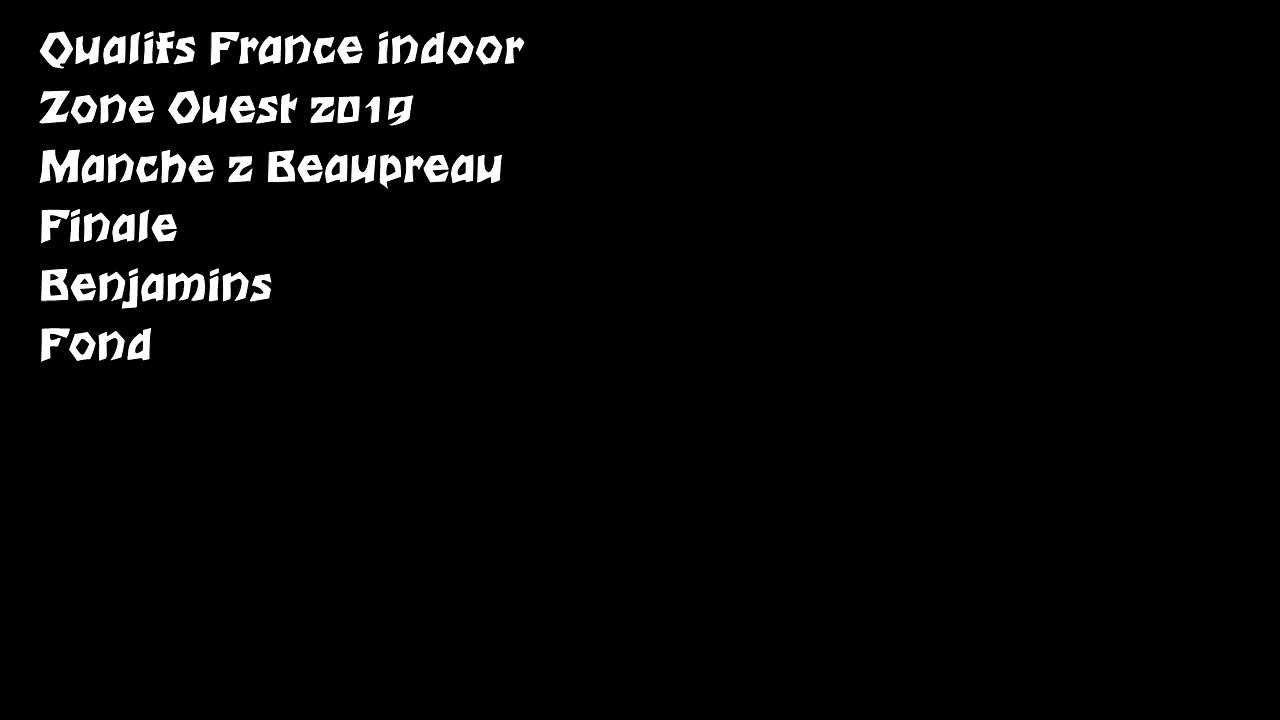 Qualifs France indoor
Zone Ouest 2019
Manche 2 Beaupreau
Finale
Benjamins
Fond